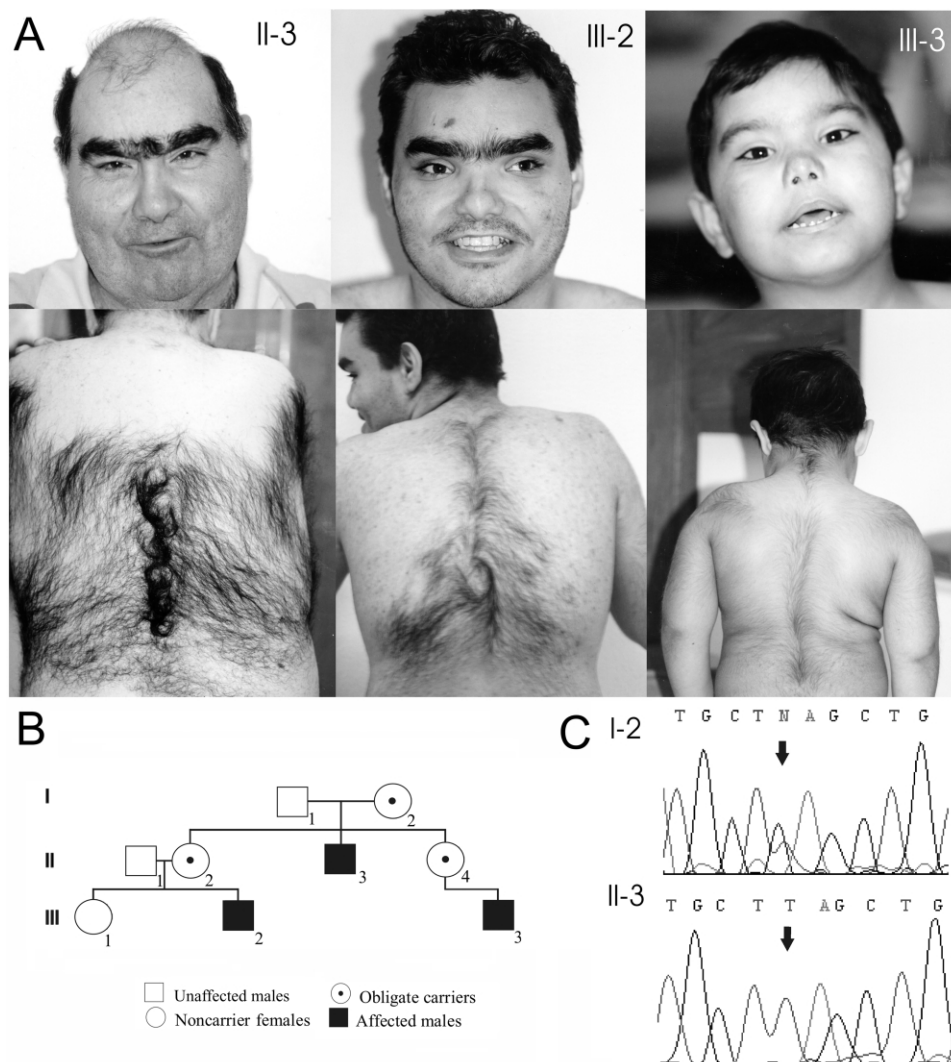 A
II-3
III-2
III-3
B
I
1
2
II
1
2
3
4
III
1
2
3
Unaffected males
Obligate carriers
Noncarrier females
Affected males
C
I-2
T G C T N A G C T G
II-3
T G C T T A G C T G